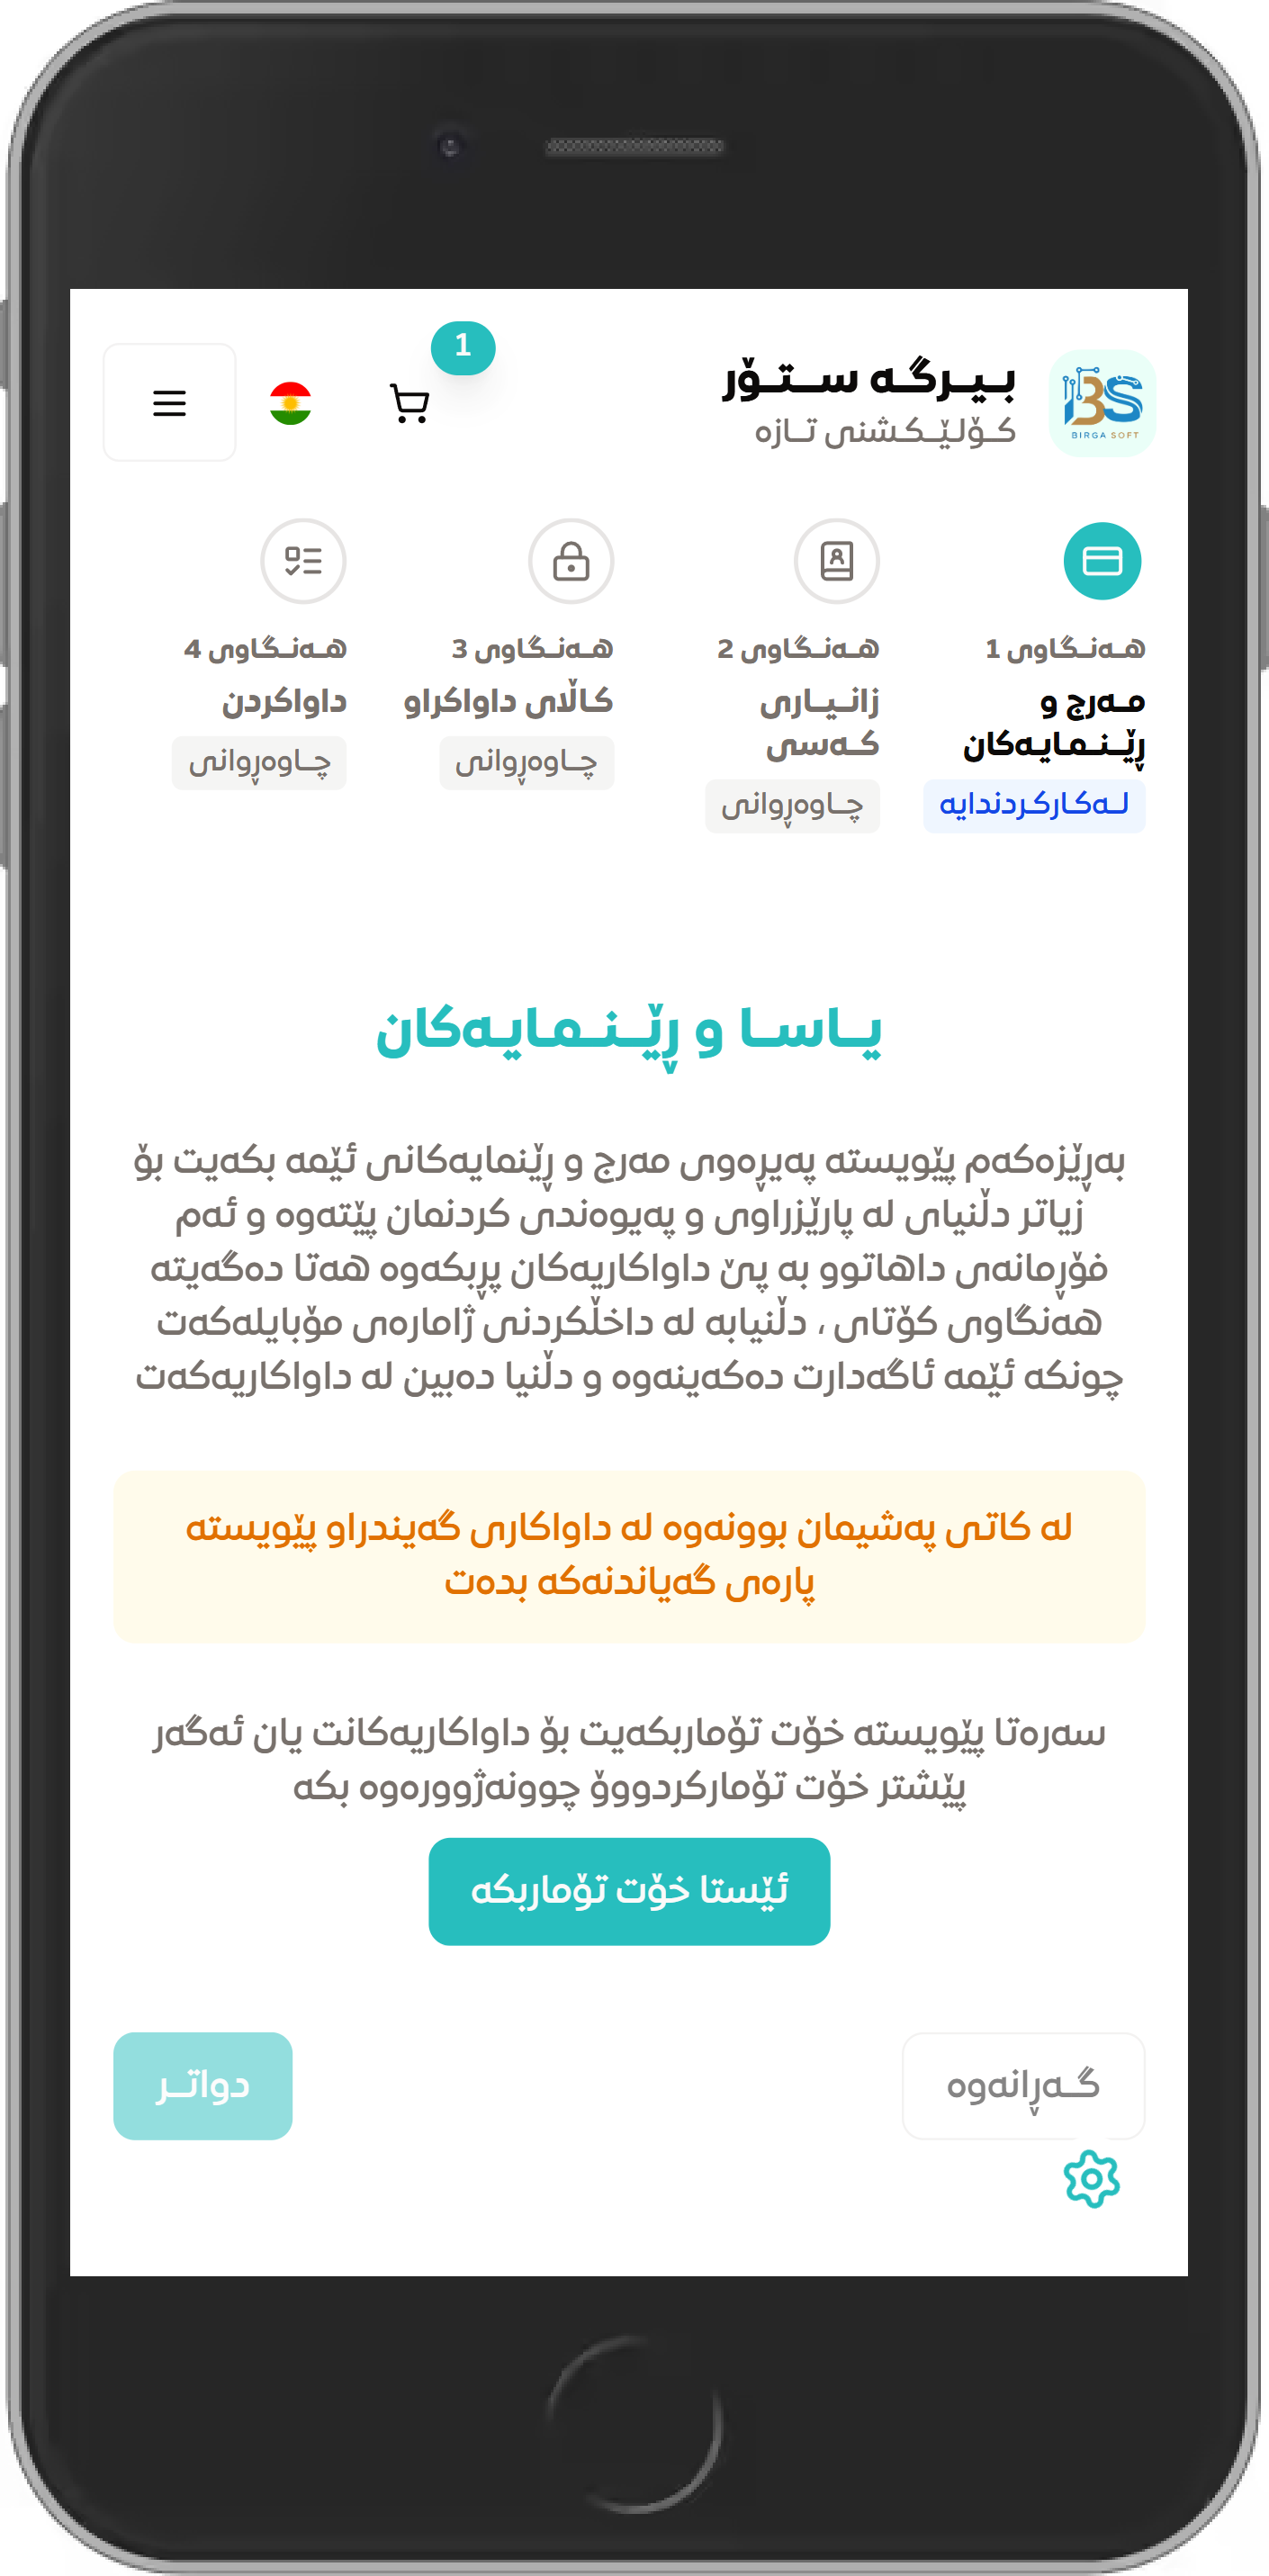 بیرگە ستۆر
کۆلێکشنی تازە
1
BS
BIRGA SOFT
هەنگاوی 1
مەرج و
ڕێنمایەکان
لەکارکردندایە
هەنگاوی 2
زانیاری
کەسی
چاوەڕوانی
هەنگاوی 3
کاڵای داواکراو
چاوەڕوانی
هەنگاوی 4
داواکردن
چاوەڕوانی
یاسا و ڕێنمایەکان
بەڕێزەکەم پێویستە پەیڕەوی مەرج و ڕێنمایەکانی ئێمە بکەیت بۆ
زیاتر دڵنیای لە پارێزراوی و پەیوەندی کردنمان پێتەوە و ئەم
فۆڕمانەی داهاتوو بە پێ داواکاریەکان پڕبکەوە هەتا دەگەیتە
هەنگاوی کۆتای ، دڵنیابە لە داخڵکردنی ژامارەی مۆبایلەکەت
چونکە ئێمە ئاگەدارت دەکەینەوە و دڵنیا دەبین لە داواکاریەکەت
لە کاتی پەشیمان بوونەوە لە داواکاری گەیندراو پێویستە
پارەی گەیاندنەکە بدەت
سەرەتا پێویستە خۆت تۆماربکەیت بۆ داواکاریەکانت یان ئەگەر
پێشتر خۆت تۆمارکردووۆ چوونەژوورەوە بکە
ئێستا خۆت تۆماربکە
گەڕانەوە
دواتر